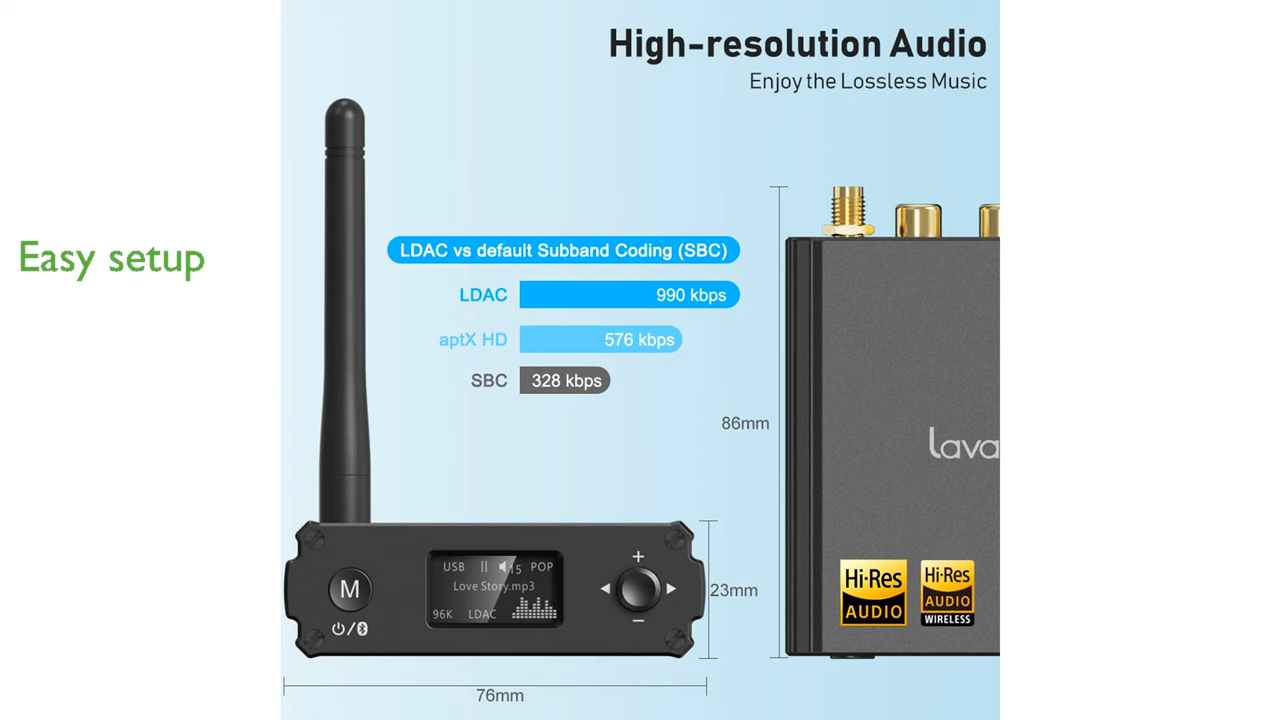 High-resolution Audio
Enjoy the Lossless Music
Easy setup
LDAC vs default Subband Coding (SBC)
LDAC 990 kbps
aptX HD 576 kbps
SBC 328 kbps
86mm
lava
USB 15 POP
Love Story.mp3
96K LDAC
M
+
−
23mm
76mm
Hi-Res
AUDIO
Hi-Res
AUDIO
WIRELESS